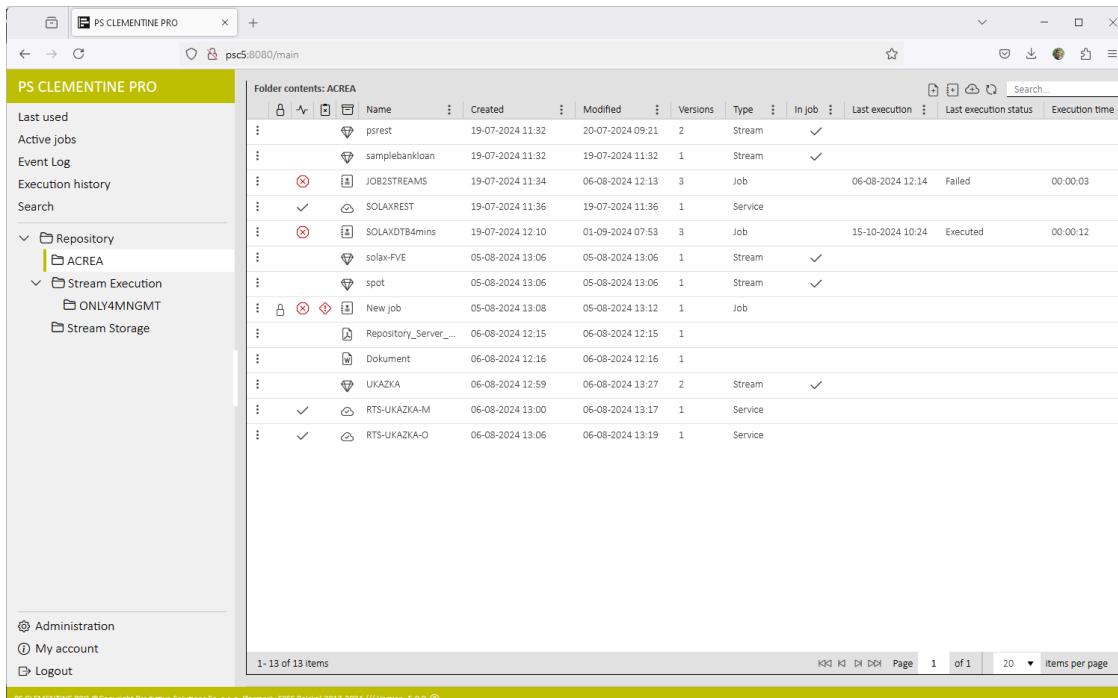 PS CLEMENTINE PRO
psc5:8080/main
PS CLEMENTINE PRO
Last used
Active jobs
Event Log
Execution history
Search
Repository
ACREA
Stream Execution
ONLY4MNGMT
Stream Storage
Administration
My account
Logout
Folder contents: ACREA
Search...
Name Created Modified Versions Type In job Last execution Last execution status Execution time
psrest 19-07-2024 11:32 20-07-2024 09:21 2 Stream
samplebankloan 19-07-2024 11:32 19-07-2024 11:32 1 Stream
JOB2STREAMS 19-07-2024 11:34 06-08-2024 12:13 3 Job 06-08-2024 12:14 Failed 00:00:03
SOLAXREST 19-07-2024 11:36 19-07-2024 11:36 1 Service
SOLAXDTB4mins 19-07-2024 12:10 01-09-2024 07:53 3 Job 15-10-2024 10:24 Executed 00:00:12
solax-FVE 05-08-2024 13:06 05-08-2024 13:06 1 Stream
spot 05-08-2024 13:06 05-08-2024 13:06 1 Stream
New job 05-08-2024 13:08 05-08-2024 13:12 1 Job
Repository_Server_... 06-08-2024 12:15 06-08-2024 12:15 1
Dokument 06-08-2024 12:16 06-08-2024 12:16 1
UKAZKA 06-08-2024 12:59 06-08-2024 13:27 2 Stream
RTS-UKAZKA-M 06-08-2024 13:00 06-08-2024 13:17 1 Service
RTS-UKAZKA-O 06-08-2024 13:06 06-08-2024 13:19 1 Service
1 - 13 of 13 items
Page 1 of 1 20 items per page